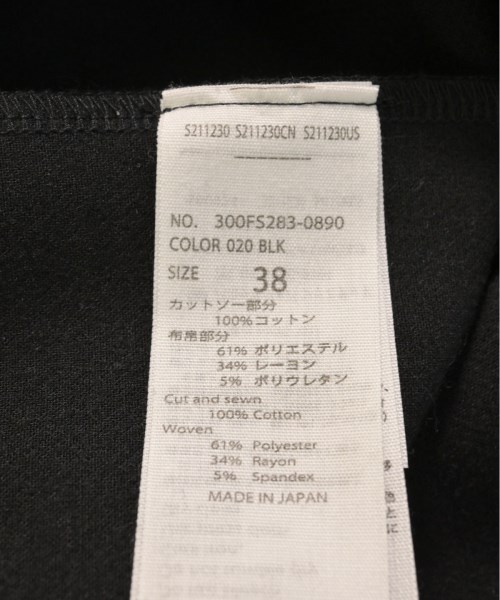 S211230 S211230CN S211230US
NO. 300FS283-0890
COLOR 020 BLK
SIZE 38
カットソー部分
100%コットン
布帛部分
61% ポリエステル
34% レーヨン
5% ポリウレタン
Cut and sewn
100% Cotton
Woven
61% Polyester
34% Rayon
5% Spandex
MADE IN JAPAN